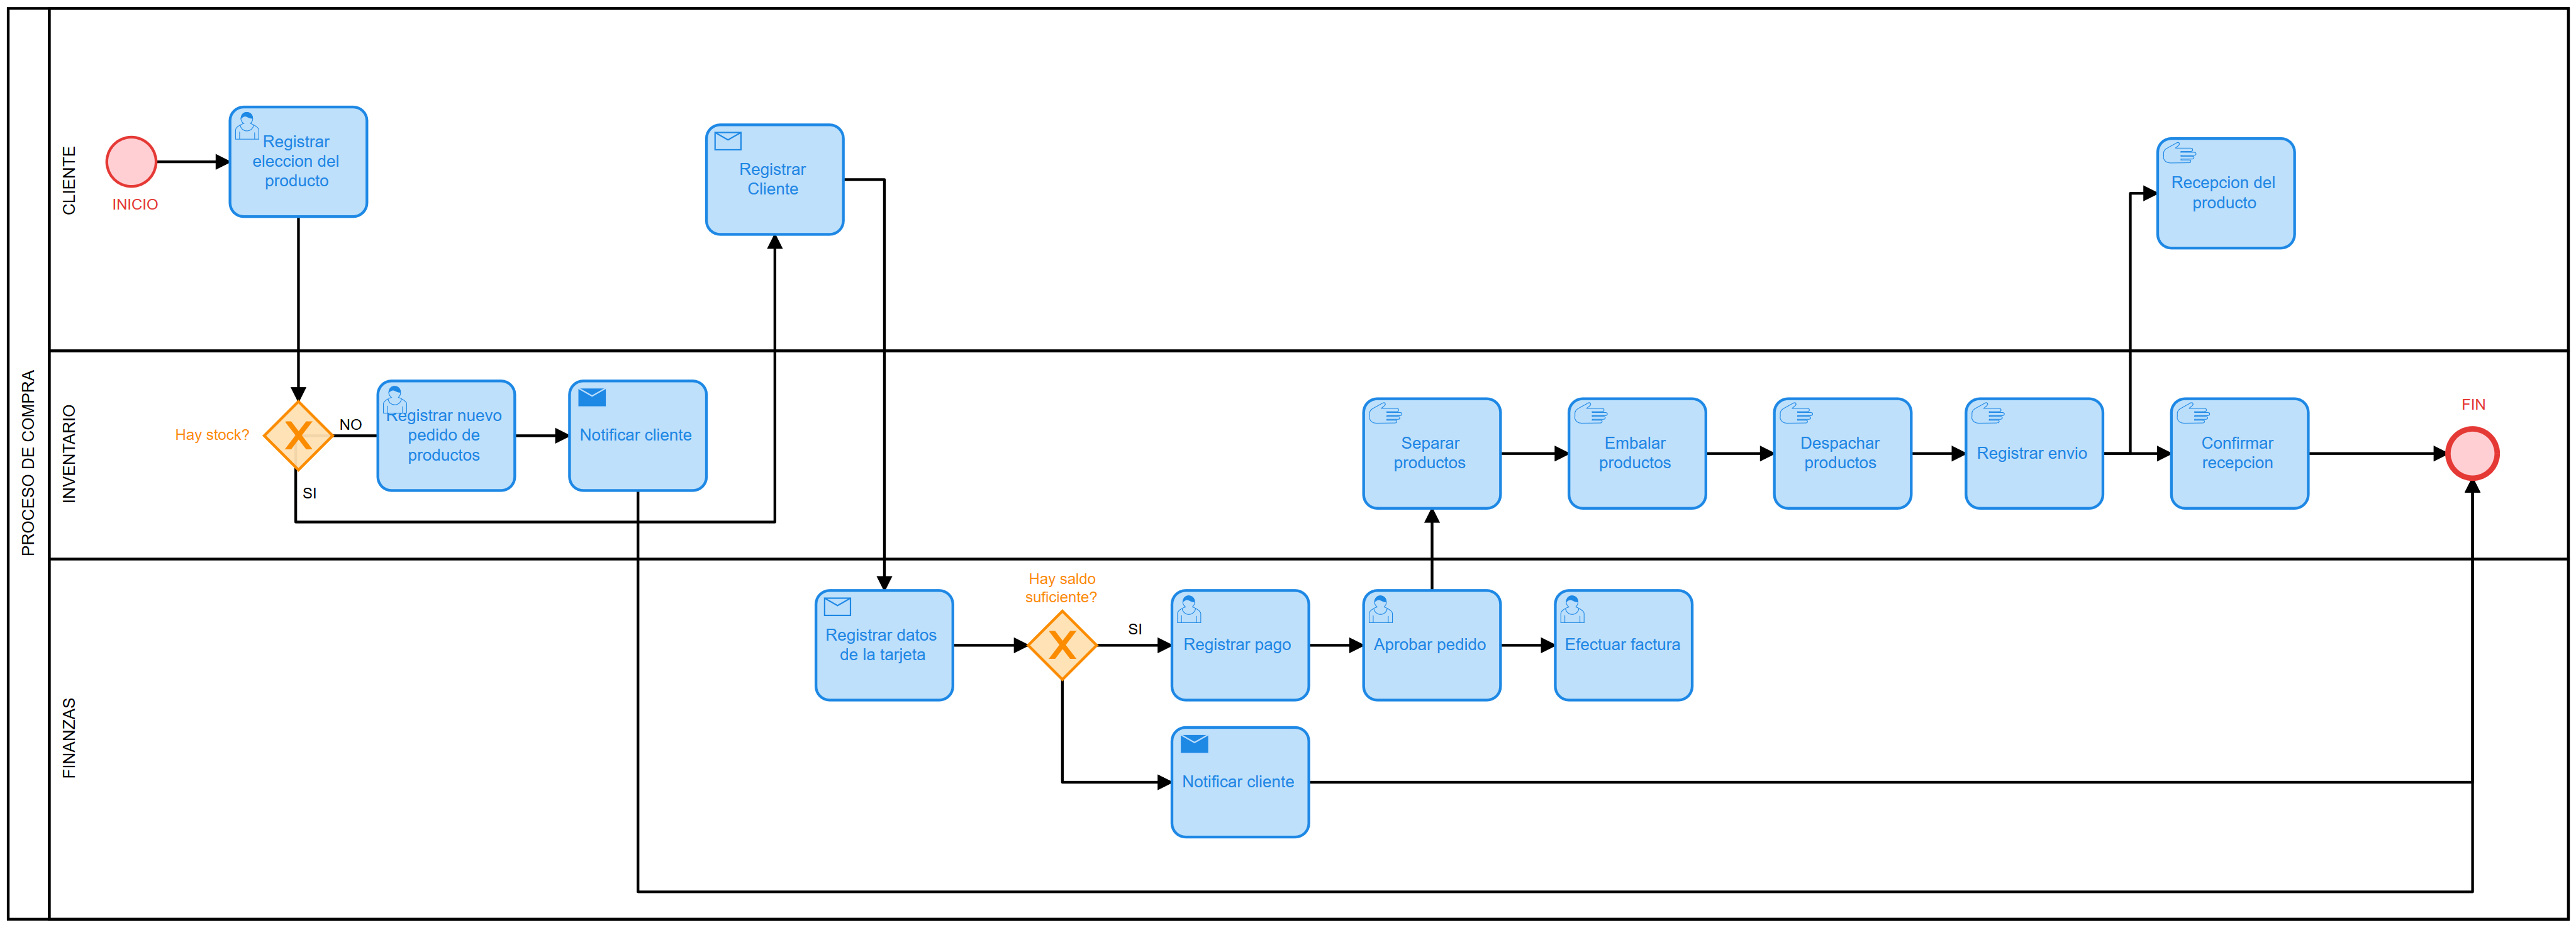 PROCESO DE COMPRA
CLIENTE
INICIO
Registrar
eleccion del
producto
Registrar
Cliente
Recepcion del
producto
INVENTARIO
Hay stock?
NO
SI
Registrar nuevo
pedido de
productos
Notificar cliente
Separar
productos
Embalar
productos
Despachar
productos
Registrar envio
Confirmar
recepcion
FIN
FINANZAS
Registrar datos
de la tarjeta
Hay saldo
suficiente?
SI
Registrar pago
Aprobar pedido
Efectuar factura
Notificar cliente